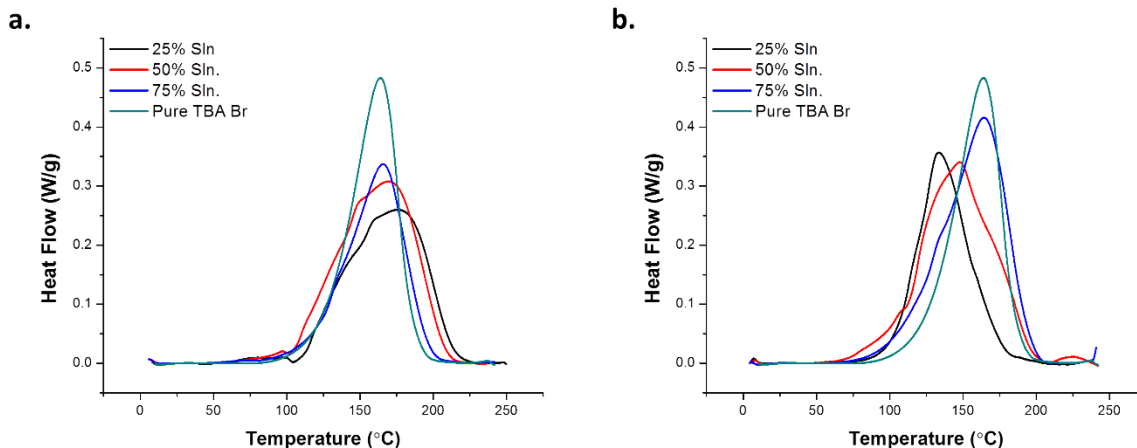 a.
25% Sln
50% Sln.
75% Sln.
Pure TBA Br
0.5
0.4
0.3
0.2
0.1
0.0
Heat Flow (W/g)
0 50 100 150 200 250
Temperature (°C)
b.
25% Sln
50% Sln.
75% Sln.
Pure TBA Br
0.5
0.4
0.3
0.2
0.1
0.0
Heat Flow (W/g)
0 50 100 150 200 250
Temperature (°C)